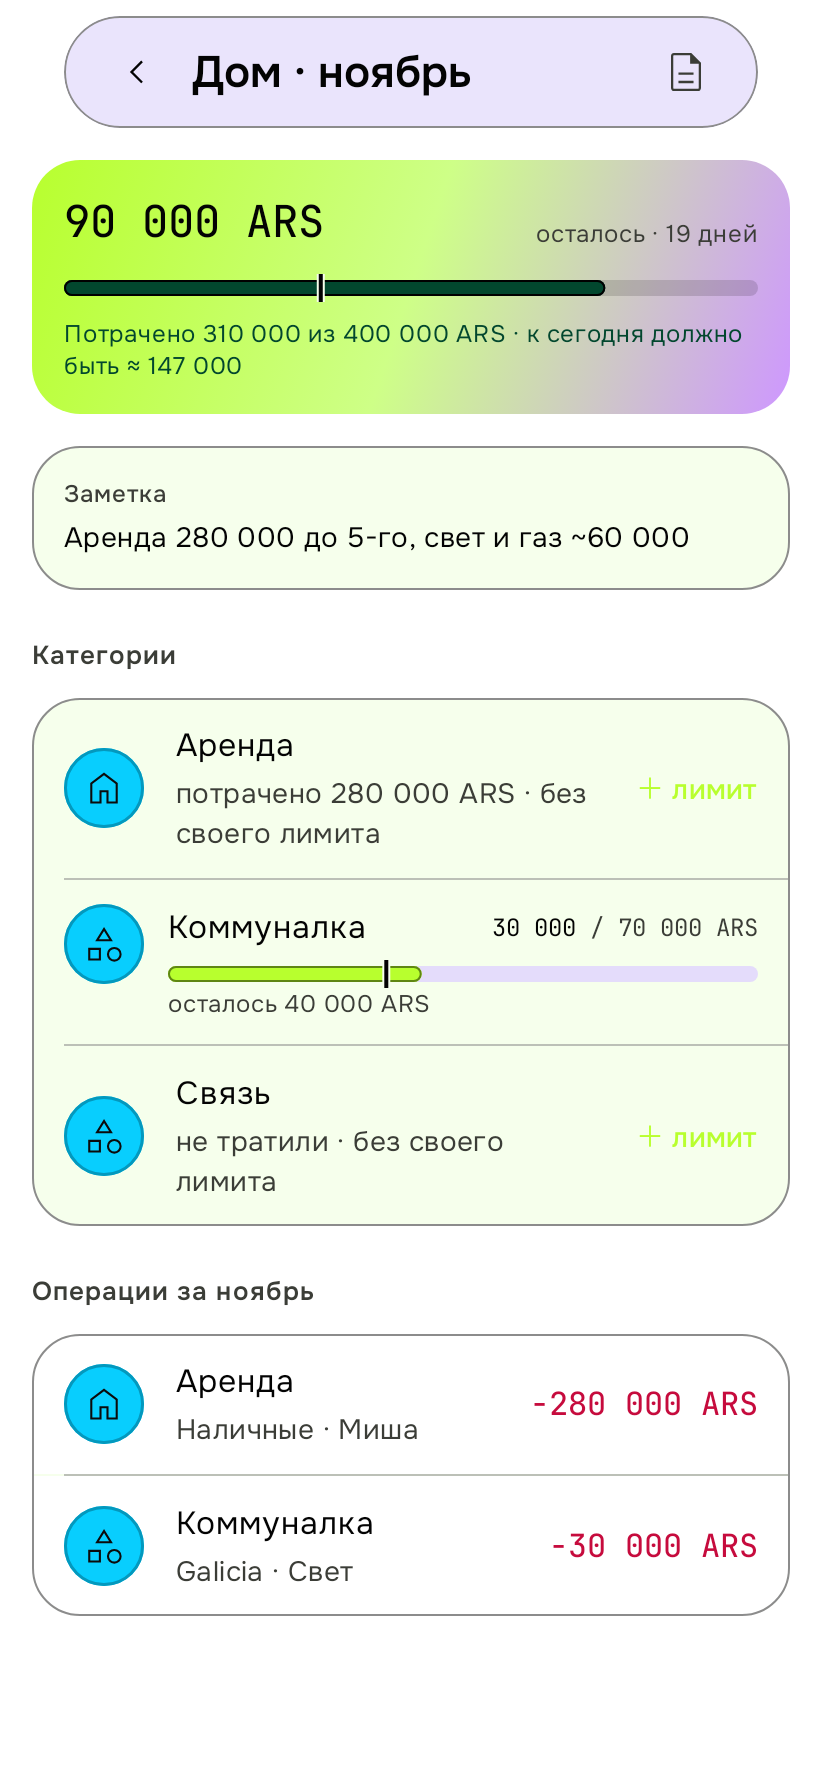 Дом · ноябрь
90 000 ARS
осталось · 19 дней
Потрачено 310 000 из 400 000 ARS · к сегодня должно
быть ≈ 147 000
Заметка
Аренда 280 000 до 5-го, свет и газ ~60 000
Категории
Аренда
потрачено 280 000 ARS · без
своего лимита
+ лимит
Коммуналка
30 000 / 70 000 ARS
осталось 40 000 ARS
Связь
не тратили · без своего
лимита
+ лимит
Операции за ноябрь
Аренда
Наличные · Миша
-280 000 ARS
Коммуналка
Galicia · Свет
-30 000 ARS